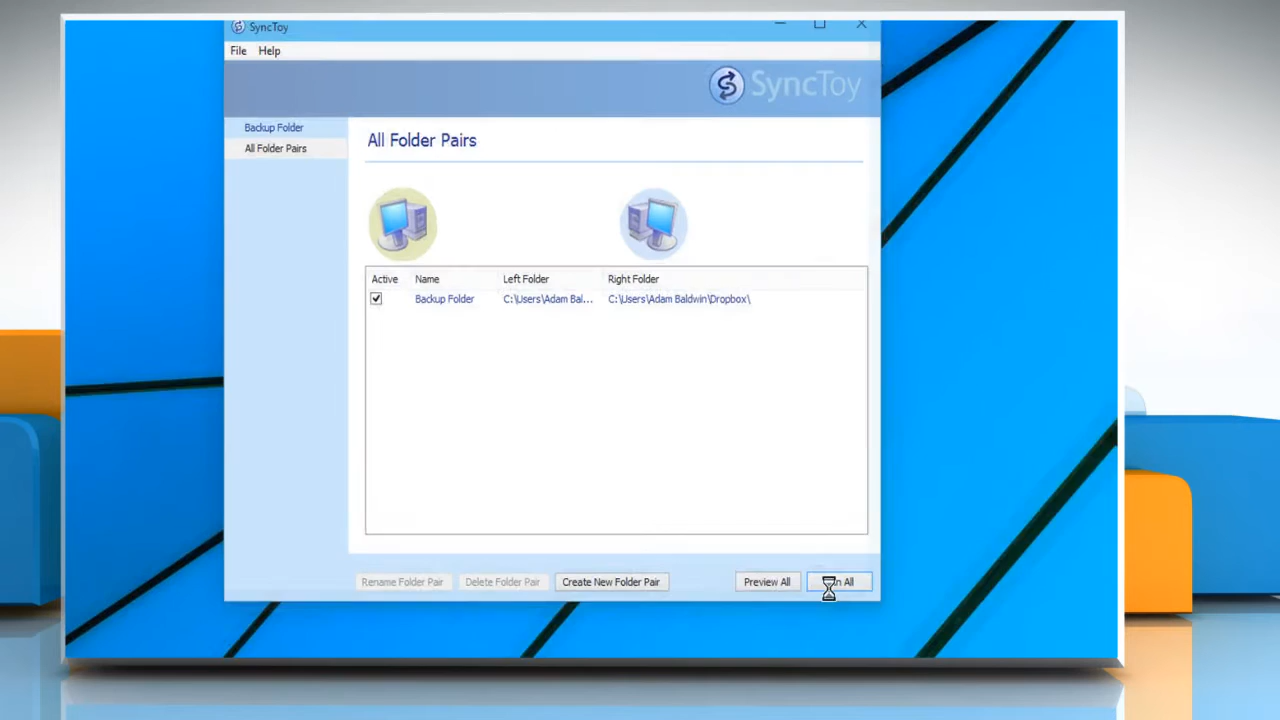 SyncToy
File Help
SyncToy
Backup Folder
All Folder Pairs
All Folder Pairs
Active Name Left Folder Right Folder
Backup Folder C:\Users\Adam Bal... C:\Users\Adam Baldwin\Dropbox\
Rename Folder Pair Delete Folder Pair Create New Folder Pair Preview All All